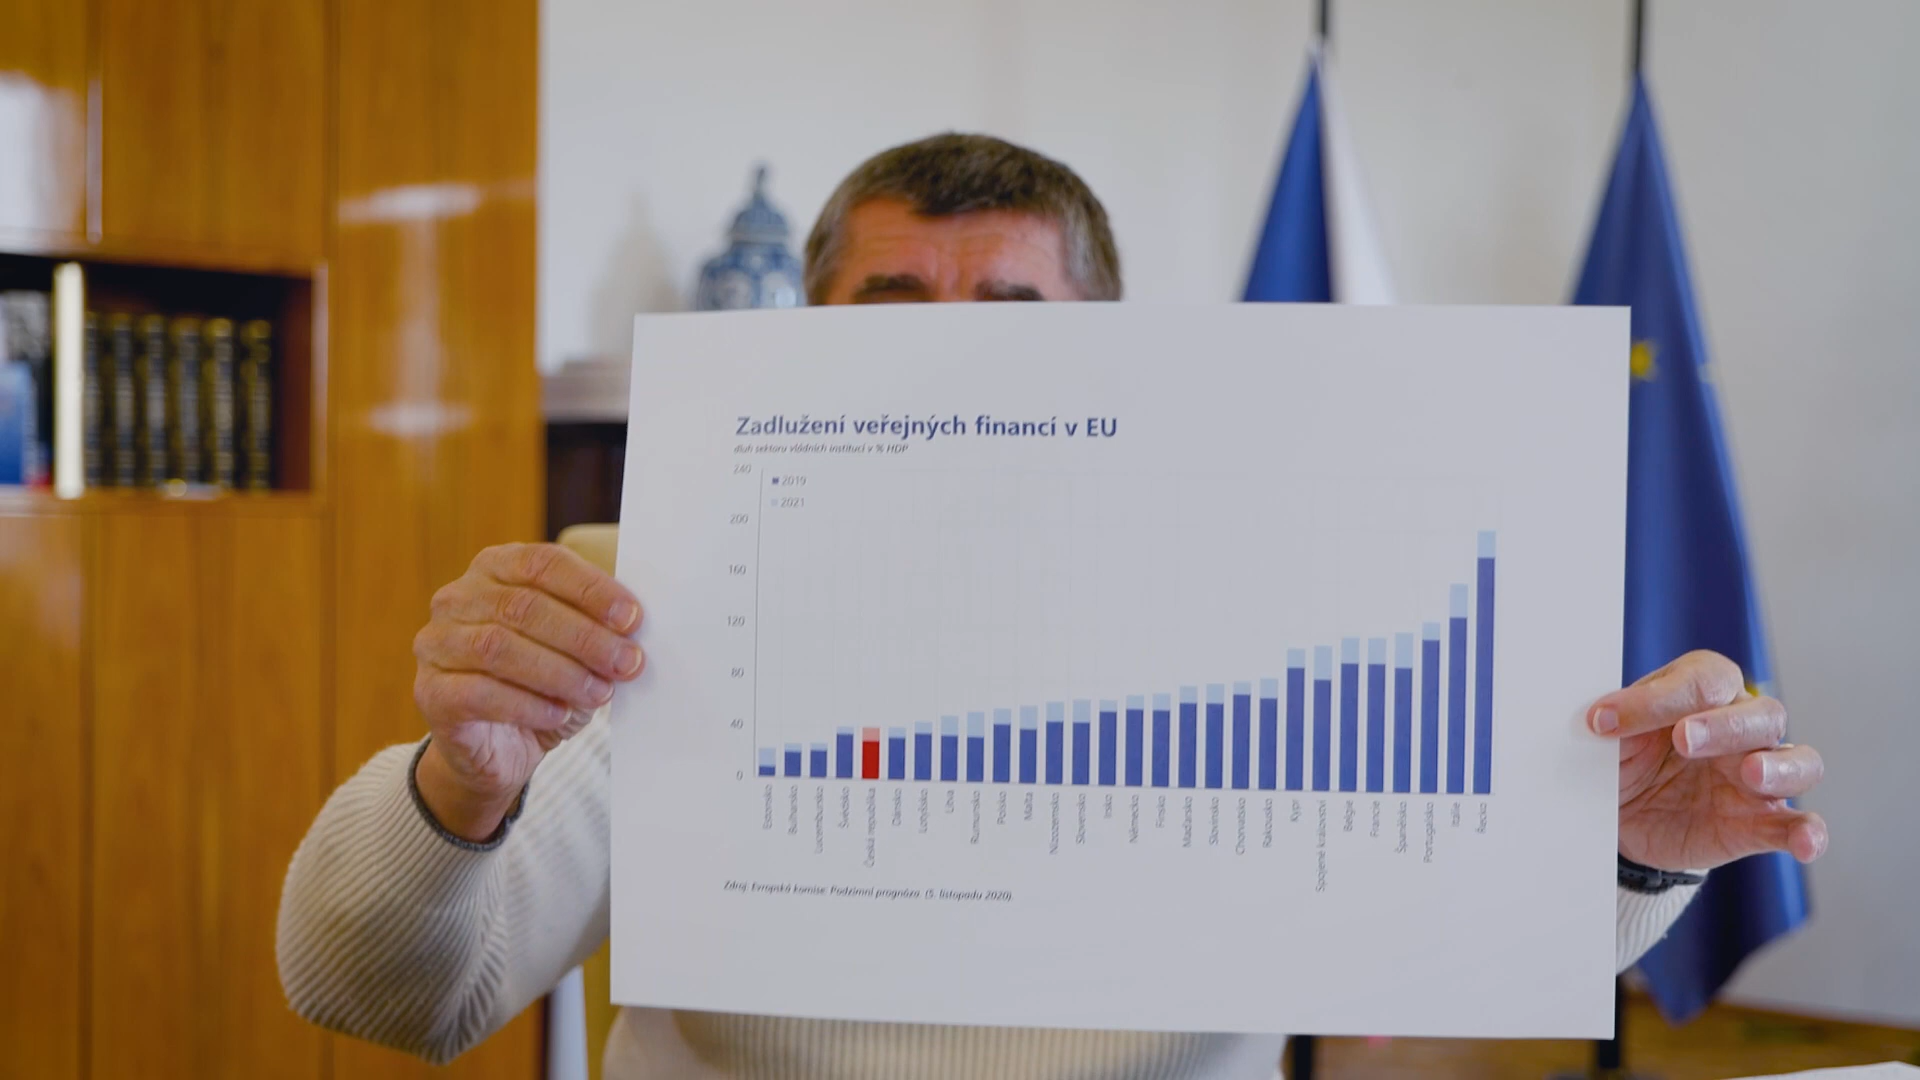 Zadlužení veřejných financí v EU
dluh sektoru vládních institucí v % HDP
240
2019
2021
200
160
120
80
40
0
Estonsko
Bulharsko
Lucembursko
Švédsko
Česká republika
Dánsko
Lotyšsko
Litva
Rumunsko
Polsko
Malta
Nizozemsko
Slovensko
Irsko
Německo
Finsko
Maďarsko
Slovinsko
Chorvatsko
Rakousko
Kypr
Spojené království
Belgie
Francie
Španělsko
Portugalsko
Itálie
Řecko
Zdroj: Evropská komise. Podzimní prognóza. (5. listopadu 2020).